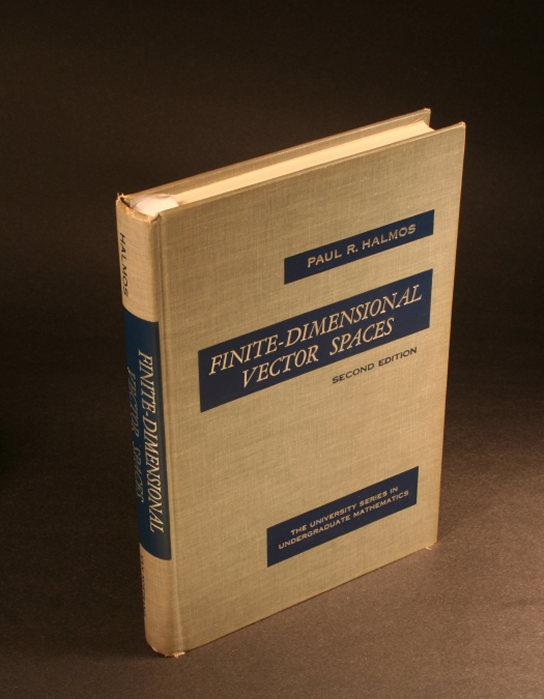 PAUL R. HALMOS
FINITE-DIMENSIONAL
VECTOR SPACES
SECOND EDITION
THE UNIVERSITY SERIES IN
UNDERGRADUATE MATHEMATICS
HALMOS
FINITE-DIMENSIONAL
VECTOR SPACES